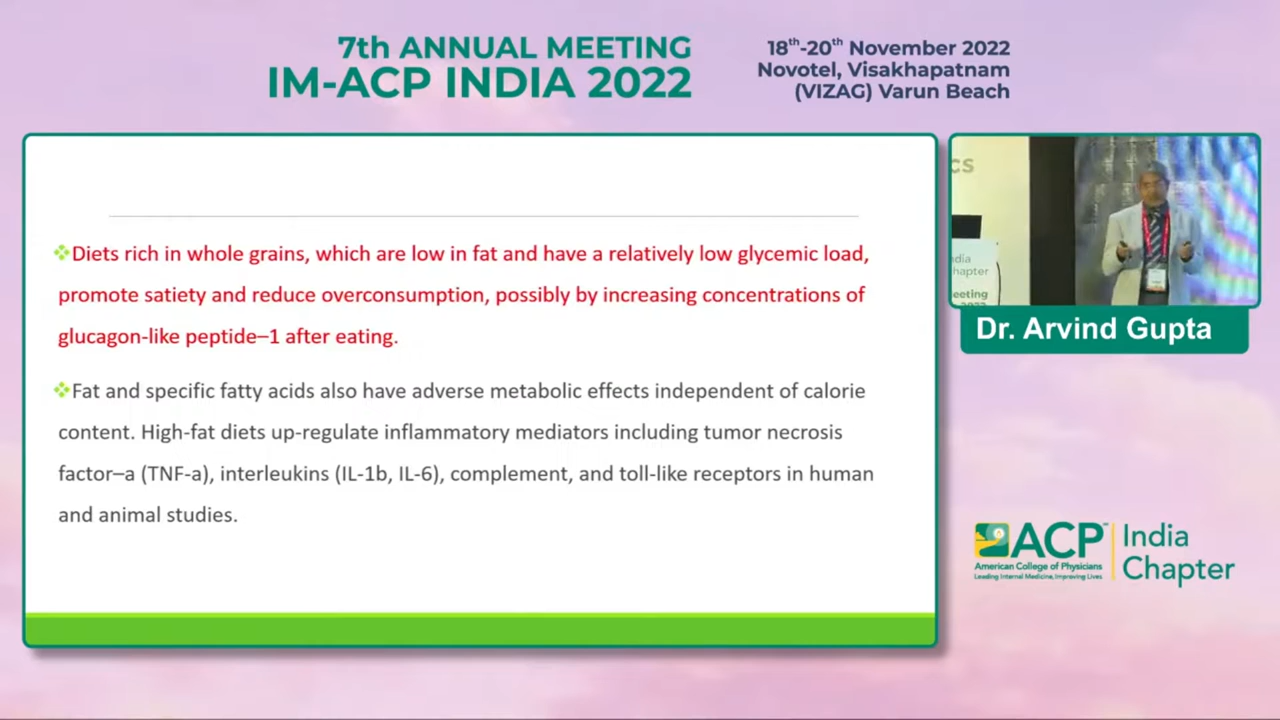 7th ANNUAL MEETING
IM-ACP INDIA 2022
18th-20th November 2022
Novotel, Visakhapatnam
(VIZAG) Varun Beach
Diets rich in whole grains, which are low in fat and have a relatively low glycemic load,
promote satiety and reduce overconsumption, possibly by increasing concentrations of
glucagon-like peptide–1 after eating.
Fat and specific fatty acids also have adverse metabolic effects independent of calorie
content. High-fat diets up-regulate inflammatory mediators including tumor necrosis
factor–a (TNF-a), interleukins (IL-1b, IL-6), complement, and toll-like receptors in human
and animal studies.
CS
dia
hapter
eeting
Dr. Arvind Gupta
ACP™
American College of Physicians
Leading Internal Medicine, Improving Lives
India
Chapter